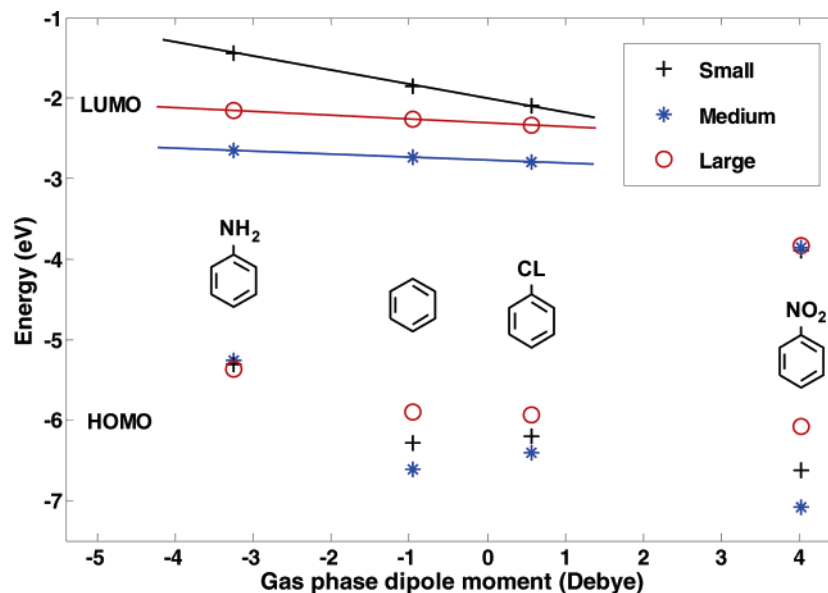 -1
-2
-3
-4
-5
-6
-7
Energy (eV)
LUMO
HOMO
Small
Medium
Large
NH2
CL
NO2
-5 -4 -3 -2 -1 0 1 2 3 4
Gas phase dipole moment (Debye)